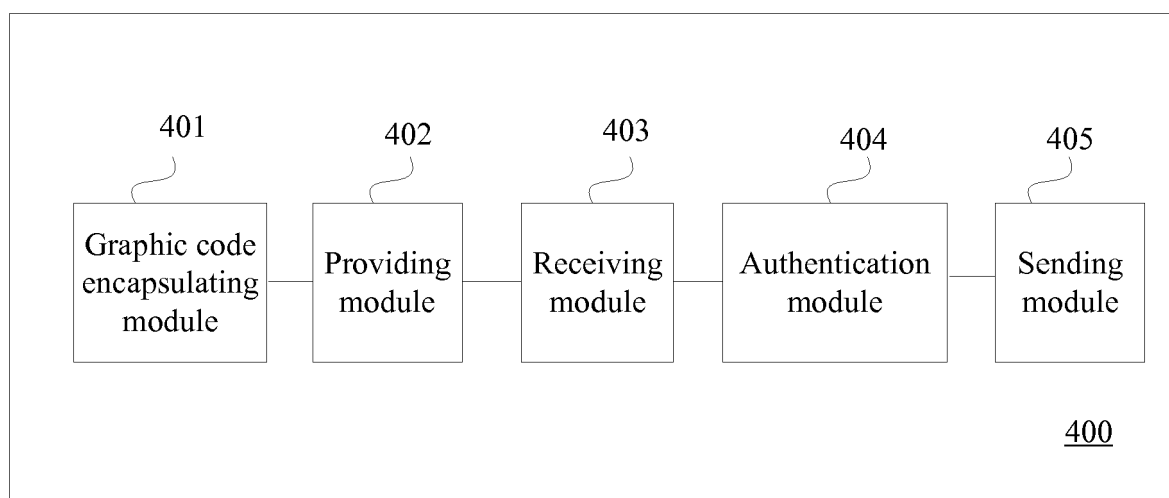 401
402
403
404
405
Graphic code
encapsulating
module
Providing
module
Receiving
module
Authentication
module
Sending
module
400